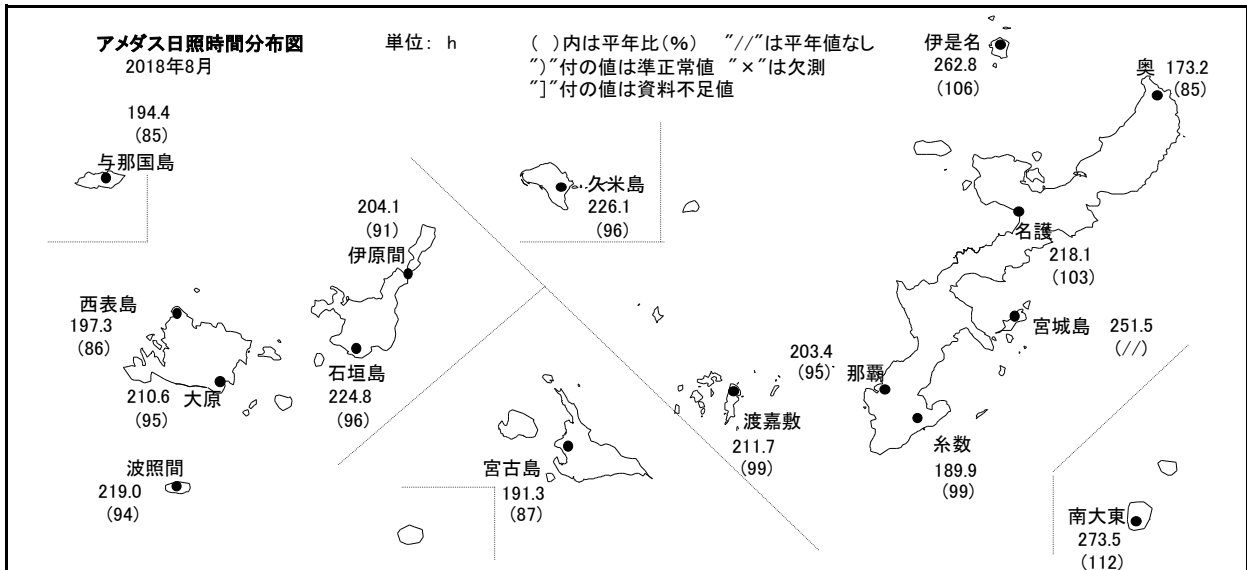 アメダス日照時間分布図 単位: h ( )内は平年比(%) "//"は平年値なし
2018年8月 ")"付の値は準正常値 "×"は欠測
"]"付の値は資料不足値
伊是名
262.8
(106)
奥 173.2
(85)
194.4
(85)
与那国島
久米島
226.1
(96)
204.1
(91)
伊原間
名護
218.1
(103)
西表島
197.3
(86)
宮城島 251.5
(//)
石垣島
224.8
(96)
大原
210.6
(95)
203.4
(95)
那覇
渡嘉敷
211.7
(99)
糸数
189.9
(99)
波照間
219.0
(94)
宮古島
191.3
(87)
南大東
273.5
(112)